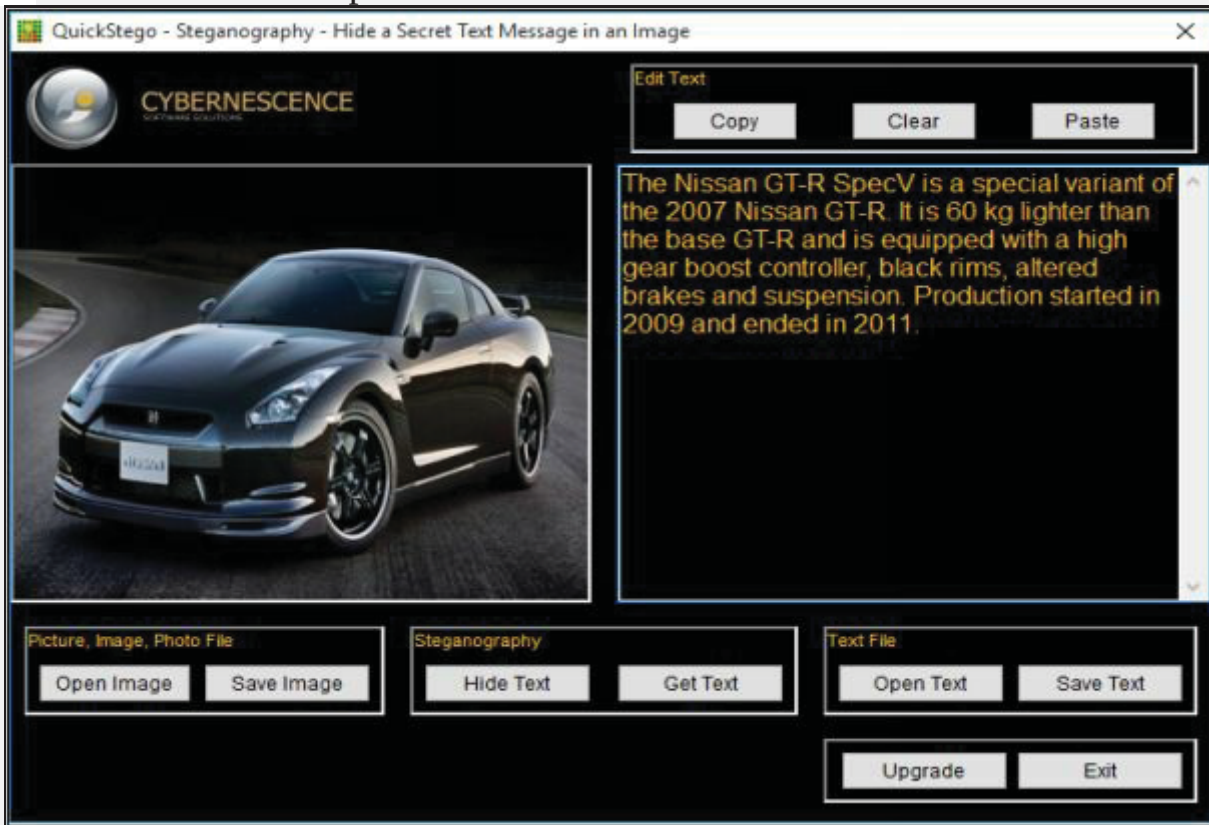 QuickStego - Steganography - Hide a Secret Text Message in an Image
CYBERNESCENCE
SOFTWARE SOLUTIONS
Edit Text
Copy
Clear
Paste
The Nissan GT-R SpecV is a special variant of
the 2007 Nissan GT-R. It is 60 kg lighter than
the base GT-R and is equipped with a high
gear boost controller, black rims, altered
brakes and suspension. Production started in
2009 and ended in 2011.
Picture, Image, Photo File
Open Image
Save Image
Steganography
Hide Text
Get Text
Text File
Open Text
Save Text
Upgrade
Exit